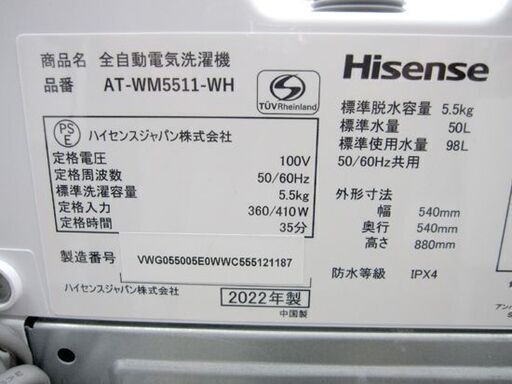 商品名 全自動電気洗濯機
品番 AT-WM5511-WH
TÜVRheinland
PS
E
ハイセンスジャパン株式会社
定格電圧 100V
定格周波数 50/60Hz
標準洗濯容量 5.5kg
定格入力 360/410W
定格時間 35分
製造番号 VWG055005E0WWC555121187
ハイセンスジャパン株式会社 2022年製
中国製
Hisense
標準脱水容量 5.5kg
標準水量 50L
標準使用水量 98L
50/60Hz共用
外形寸法
幅 540mm
奥行 540mm
高さ 880mm
防水等級 IPX4